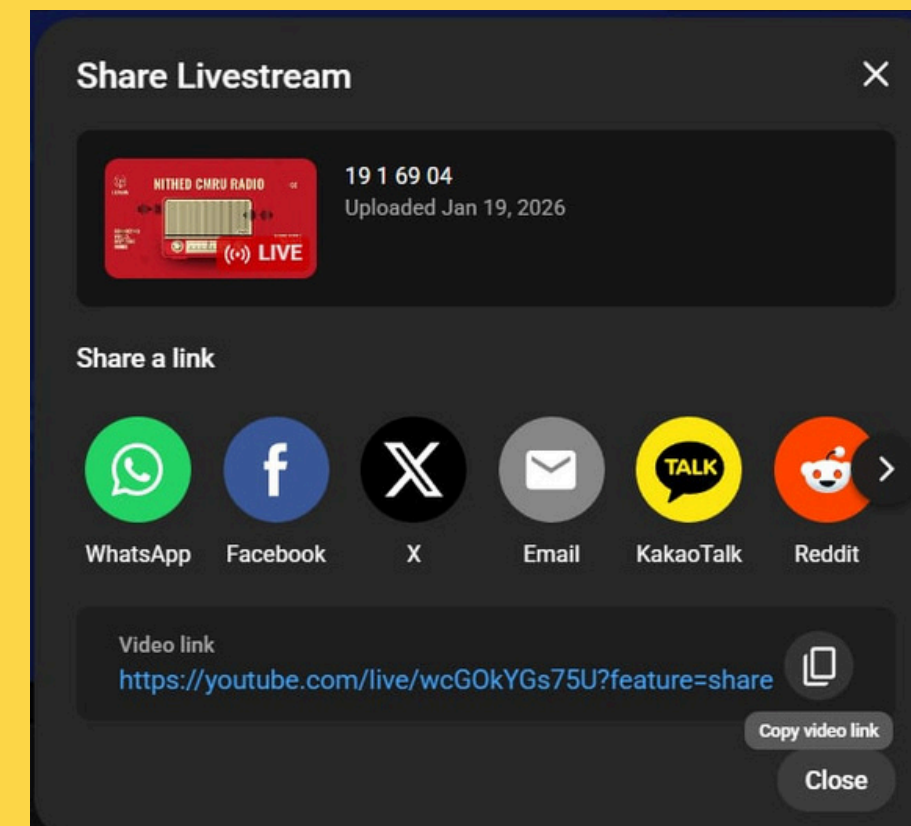 Share Livestream
NITHED CMRU RADIO
LIVE
19 1 69 04
Uploaded Jan 19, 2026
Share a link
TALK
WhatsApp
Facebook
X
Email
KakaoTalk
Reddit
Video link
https://youtube.com/live/wcGOkYGs75U?feature=share
Copy video link
Close